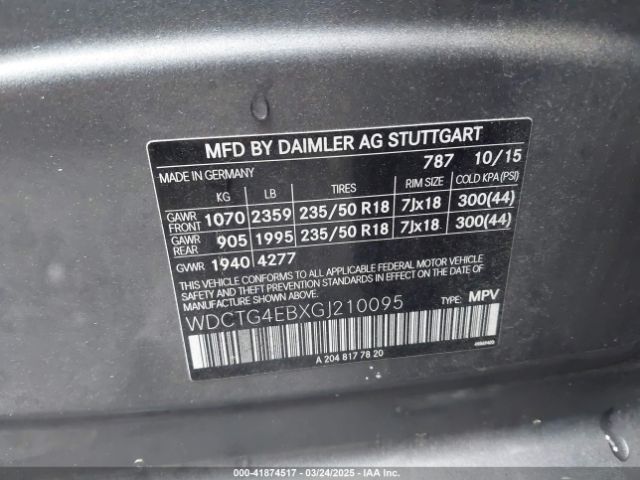 MFD BY DAIMLER AG STUTTGART
787 10/15
MADE IN GERMANY
KG LB TIRES RIM SIZE COLD KPA (PSI)
GAWR FRONT 1070 2359 235/50 R18 7Jx18 300(44)
GAWR REAR 905 1995 235/50 R18 7Jx18 300(44)
GVWR 1940 4277
THIS VEHICLE CONFORMS TO ALL APPLICABLE FEDERAL MOTOR VEHICLE
SAFETY STANDARDS, BUMPER, AND THEFT PREVENTION STANDARDS IN
EFFECT ON THE DATE OF MANUFACTURE SHOWN ABOVE.
WDCTG4EBXGJ210095 TYPE: MPV
A 204 817 78 20
000-41874517 — 03/24/2025 — IAA, Inc.